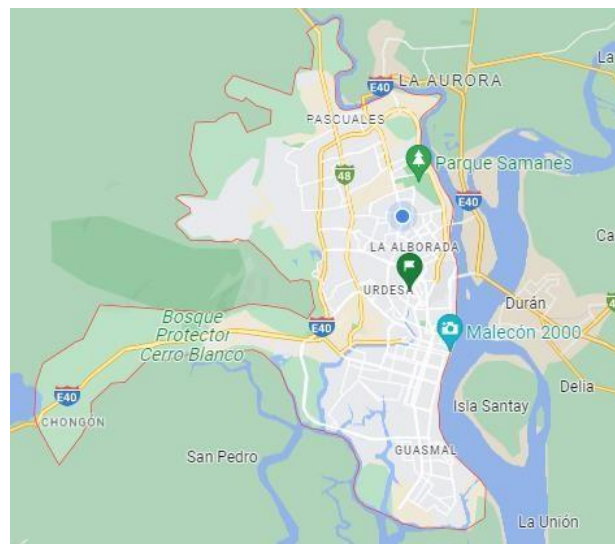 E40
LA AURORA
La
PASCUALES
48
Parque Samanes
E40
LA ALBORADA
Ca
URDESA
Durán
4
Bosque
Protector
Cerro Blanco
E40
Malecón 2000
E40
CHONGÓN
Delia
Isla Santay
San Pedro
GUASMAL
La Unión